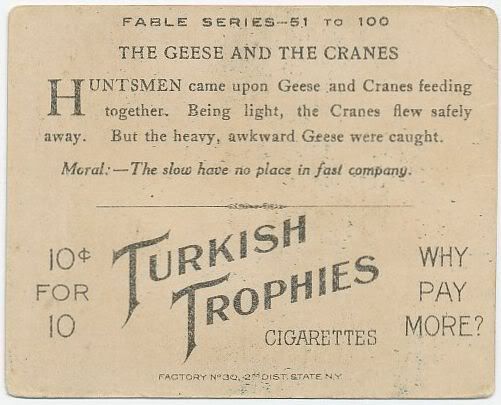 FABLE SERIES—51 TO 100
THE GEESE AND THE CRANES
HUNTSMEN came upon Geese and Cranes feeding
together. Being light, the Cranes flew safely
away. But the heavy, awkward Geese were caught.
Moral:—The slow have no place in fast company.
10¢
FOR
10
TURKISH
TROPHIES
CIGARETTES
WHY
PAY
MORE?
FACTORY Nº 30, 2ND DIST. STATE N.Y.